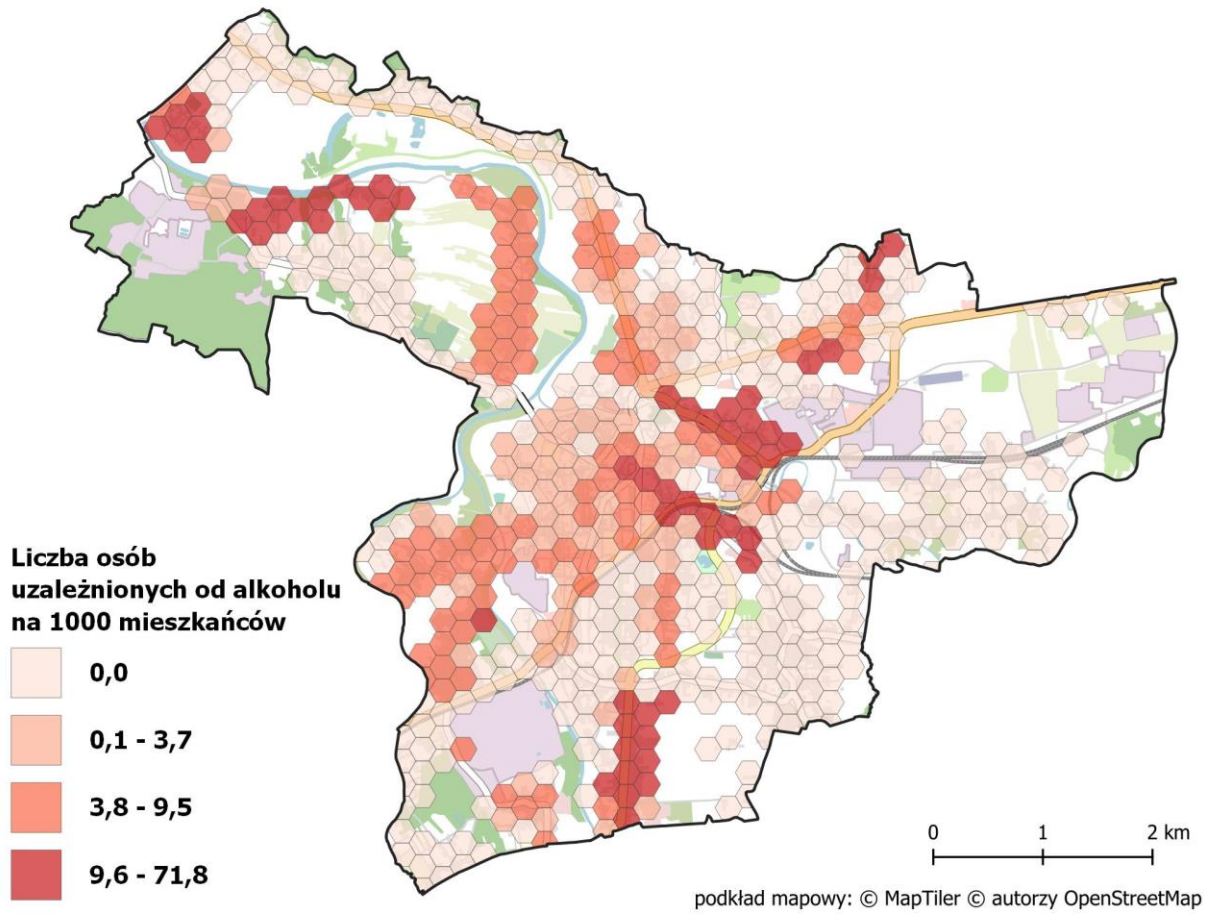 Liczba osób
uzależnionych od alkoholu
na 1000 mieszkańców
0,0
0,1 - 3,7
3,8 - 9,5
9,6 - 71,8
0 1 2 km
podkład mapowy: © MapTiler © autorzy OpenStreetMap